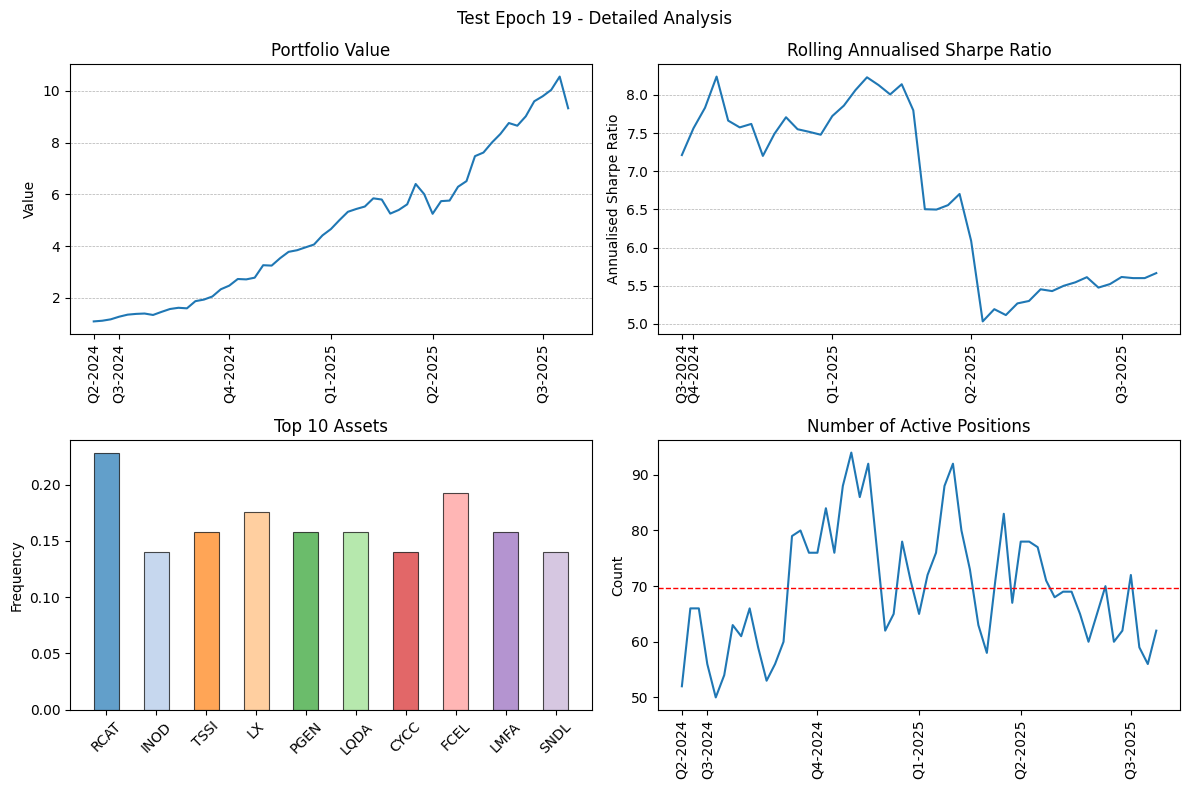 Test Epoch 19 - Detailed Analysis
Portfolio Value
Value
10
8
6
4
2
Q2-2024
Q3-2024
Q4-2024
Q1-2025
Q2-2025
Q3-2025
Rolling Annualised Sharpe Ratio
Annualised Sharpe Ratio
8.0
7.5
7.0
6.5
6.0
5.5
5.0
Q3-2024
Q4-2024
Q1-2025
Q2-2025
Q3-2025
Top 10 Assets
Frequency
0.20
0.15
0.10
0.05
0.00
RCAT
INOD
TSSI
LX
PGEN
LQDA
CYCC
FCEL
LMFA
SNDL
Number of Active Positions
Count
90
80
70
60
50
Q2-2024
Q3-2024
Q4-2024
Q1-2025
Q2-2025
Q3-2025